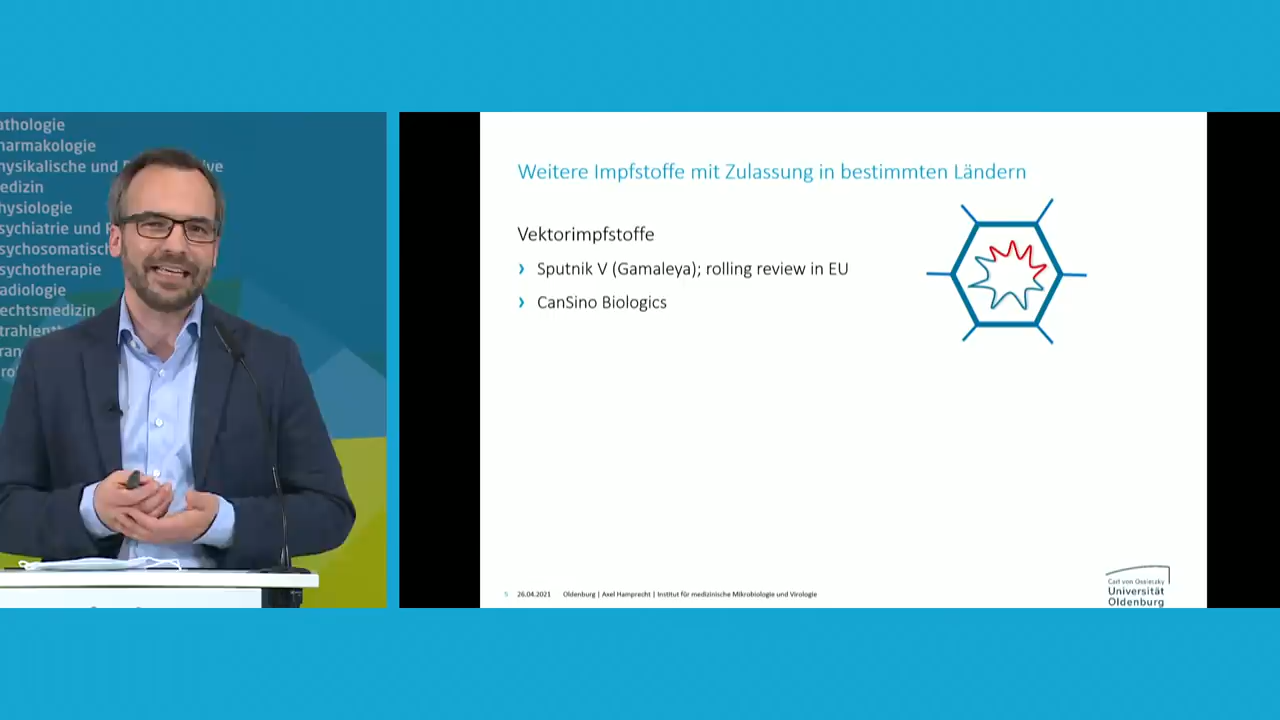 athologie
harmakologie
hysikalische und ve
edizin
hysiologie
sychiatrie und
sychosomatisch
sychotherapie
adiologie
echtsmedizin
trahlent
ran
ro
Weitere Impfstoffe mit Zulassung in bestimmten Ländern
Vektorimpfstoffe
› Sputnik V (Gamaleya); rolling review in EU
› CanSino Biologics
5 26.04.2021 Oldenburg | Axel Hamprecht | Institut für medizinische Mikrobiologie und Virologie
Carl von Ossietzky
Universität
Oldenburg